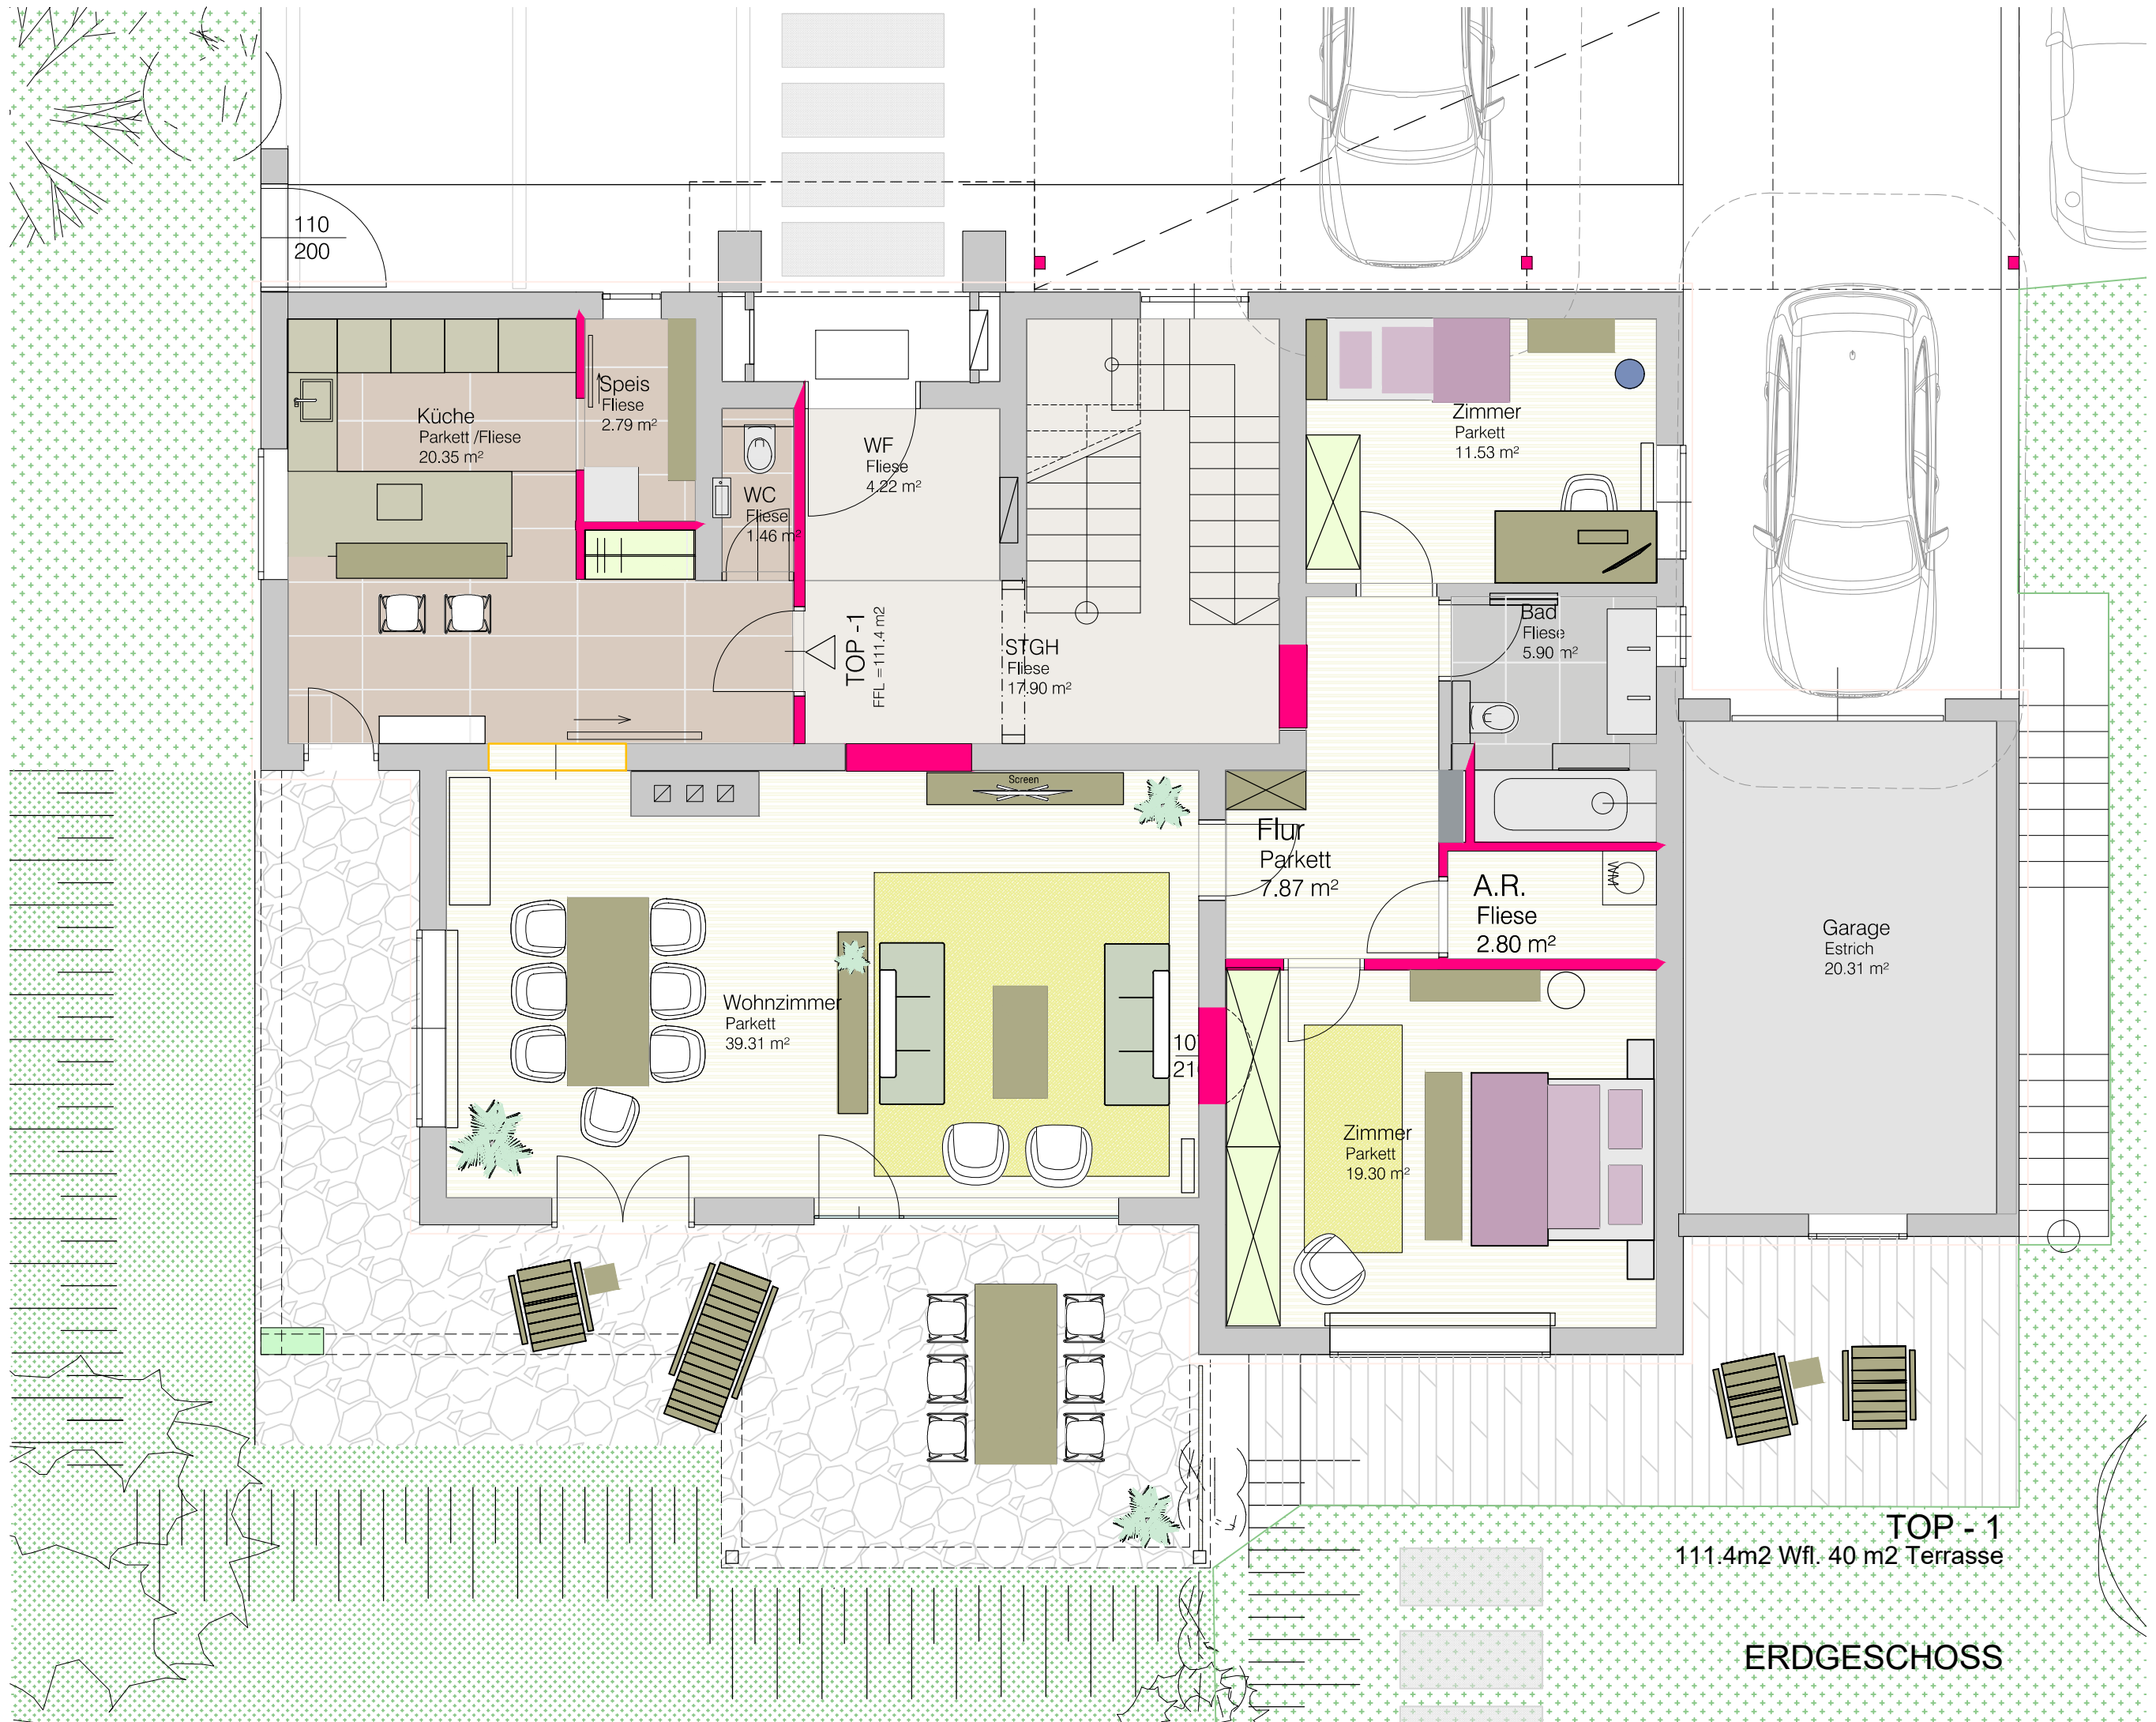 110
200
Küche
Parkett /Fliese
20.35 m²
Speis
Fliese
2.79 m²
WC
Fliese
1.46 m²
WF
Fliese
4.22 m²
TOP -1
FFL =111.4 m2
STGH
Fliese
17.90 m²
Zimmer
Parkett
11.53 m²
Bad
Fliese
5.90 m²
Screen
Flur
Parkett
7.87 m²
A.R.
Fliese
2.80 m²
WM
Garage
Estrich
20.31 m²
Wohnzimmer
Parkett
39.31 m²
Zimmer
Parkett
19.30 m²
TOP - 1
111.4m2 Wfl. 40 m2 Terrasse
ERDGESCHOSS